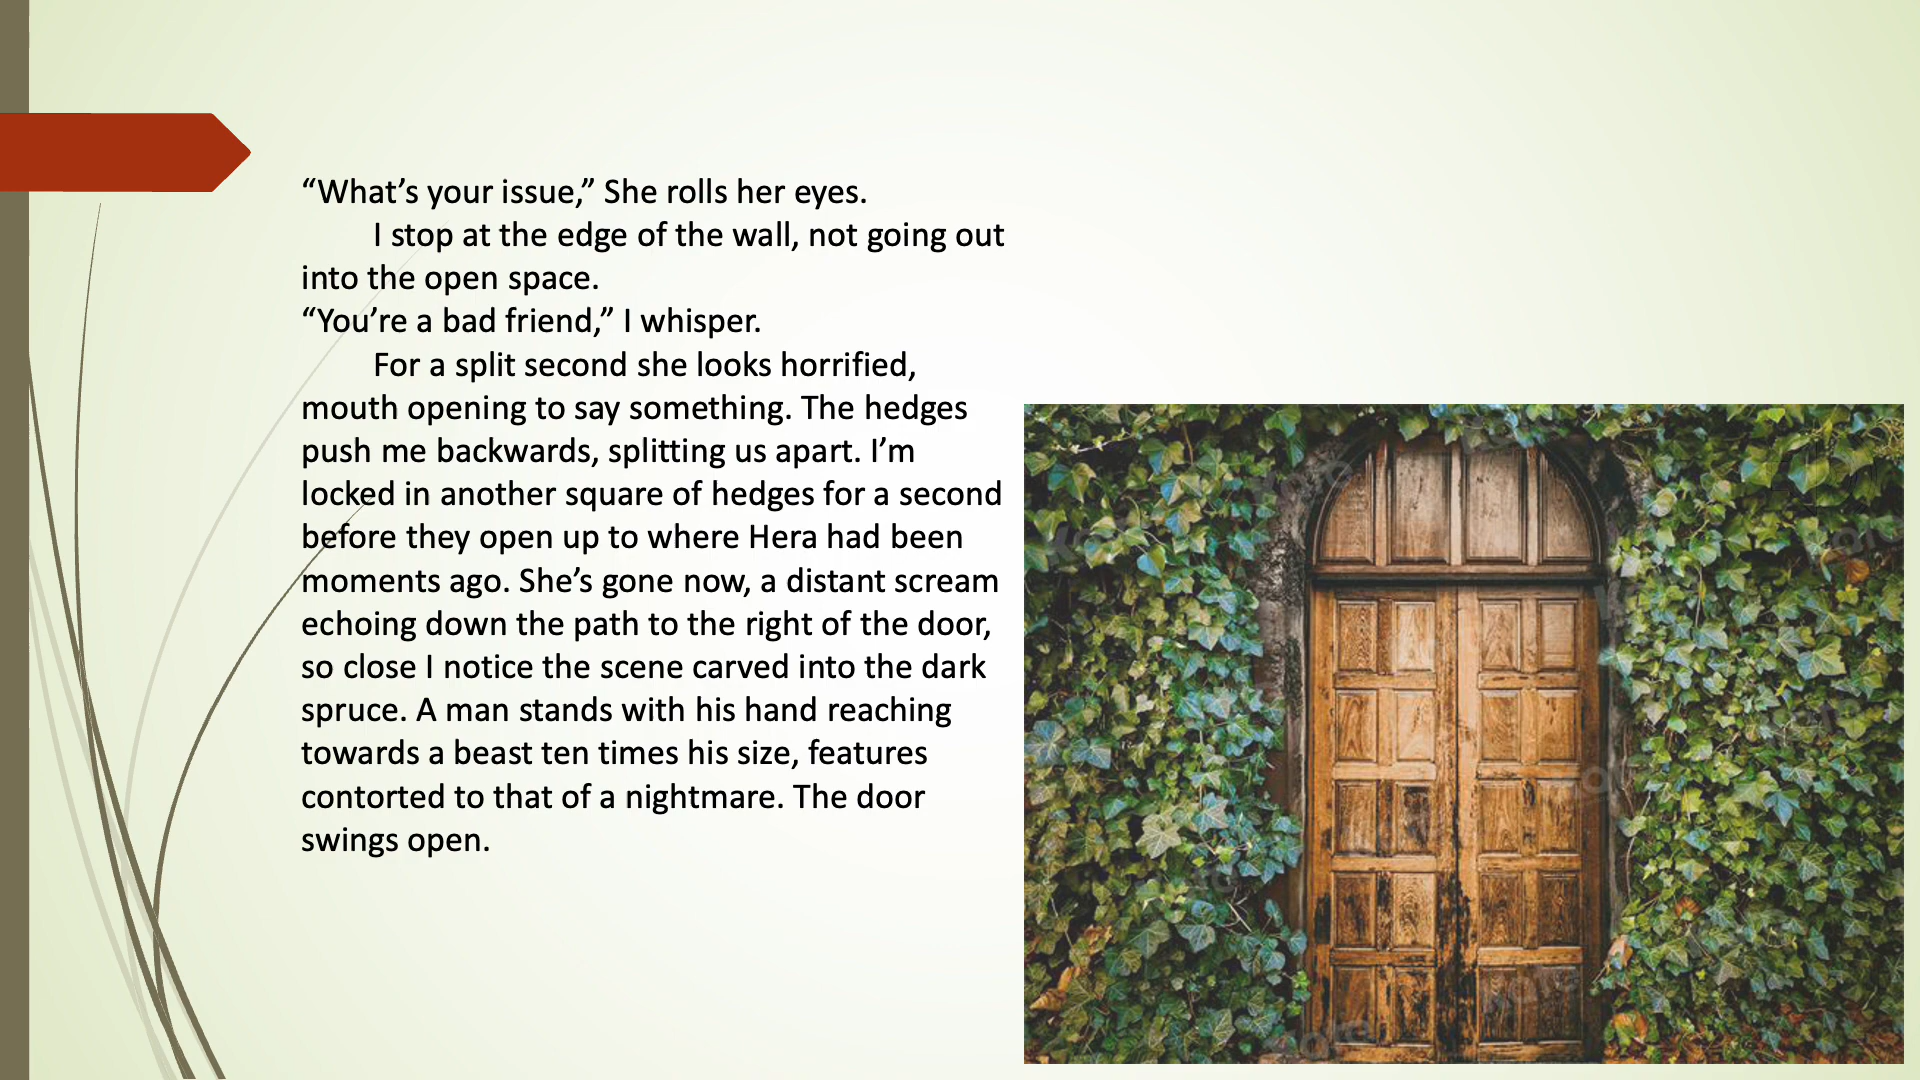 “What’s your issue,” She rolls her eyes.
I stop at the edge of the wall, not going out
into the open space.
“You’re a bad friend,” I whisper.
For a split second she looks horrified,
mouth opening to say something. The hedges
push me backwards, splitting us apart. I’m
locked in another square of hedges for a second
before they open up to where Hera had been
moments ago. She’s gone now, a distant scream
echoing down the path to the right of the door,
so close I notice the scene carved into the dark
spruce. A man stands with his hand reaching
towards a beast ten times his size, features
contorted to that of a nightmare. The door
swings open.